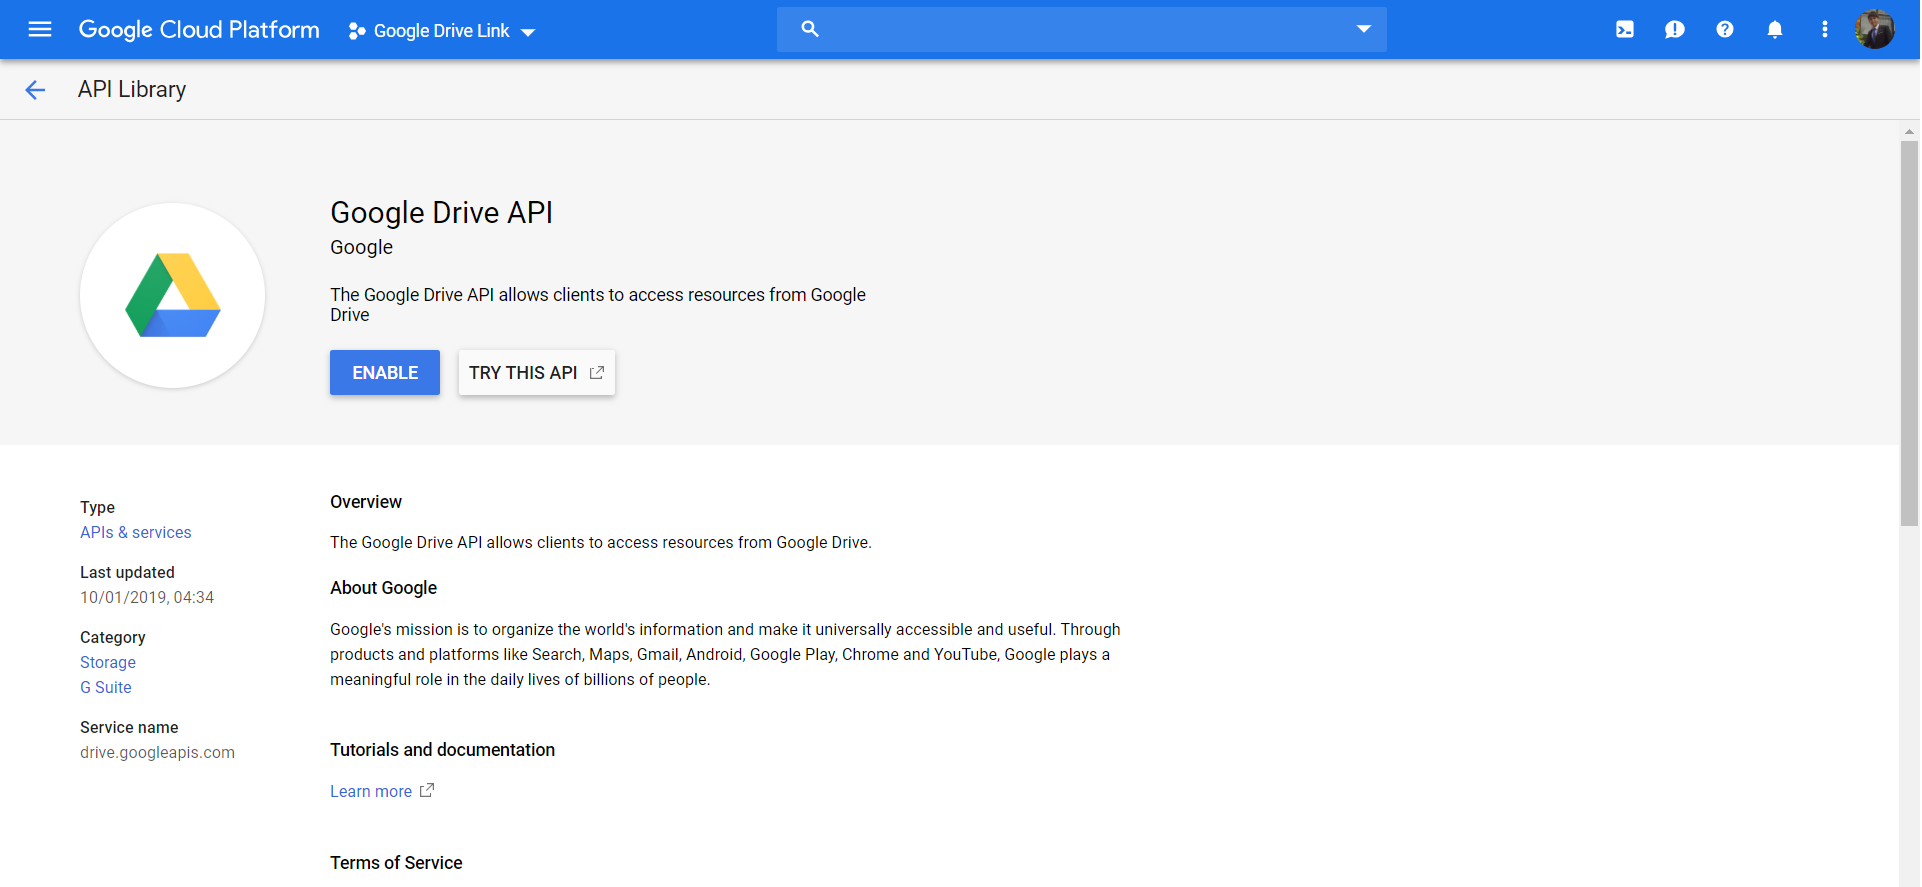 Google Cloud Platform
Google Drive Link
API Library
Google Drive API
Google
The Google Drive API allows clients to access resources from Google
Drive
ENABLE
TRY THIS API
Type
APIs & services
Last updated
10/01/2019, 04:34
Category
Storage
G Suite
Service name
drive.googleapis.com
Overview
The Google Drive API allows clients to access resources from Google Drive.
About Google
Google's mission is to organize the world's information and make it universally accessible and useful. Through
products and platforms like Search, Maps, Gmail, Android, Google Play, Chrome and YouTube, Google plays a
meaningful role in the daily lives of billions of people.
Tutorials and documentation
Learn more
Terms of Service